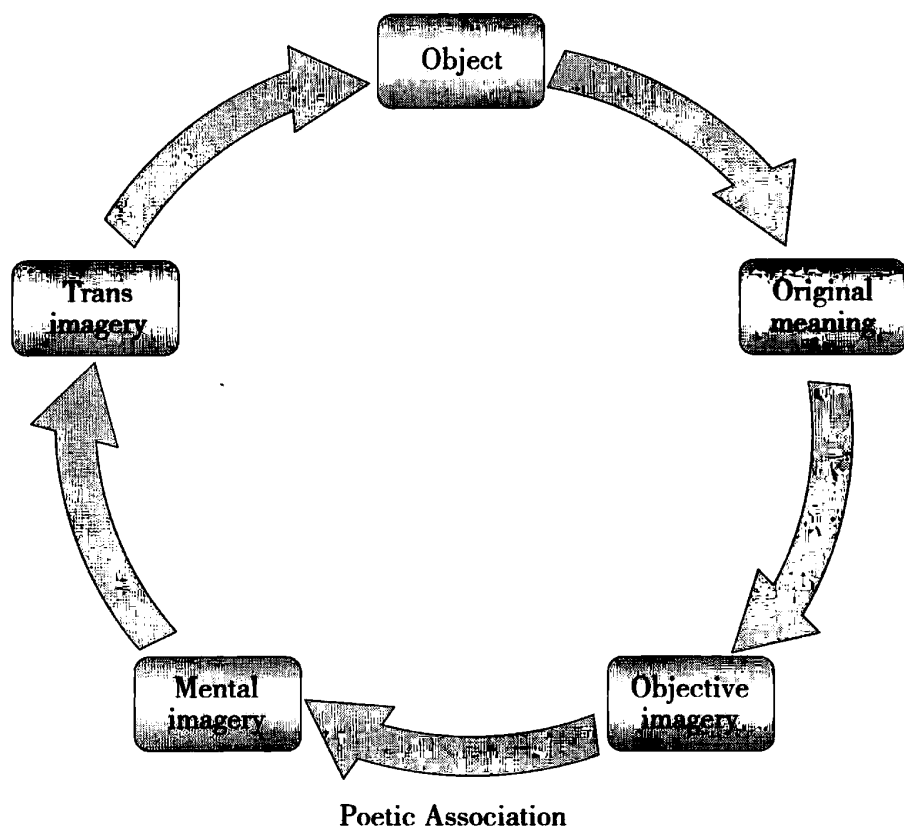 Object
Original
meaning
Objective
imagery
Mental
imagery
Trans
imagery
Poetic Association